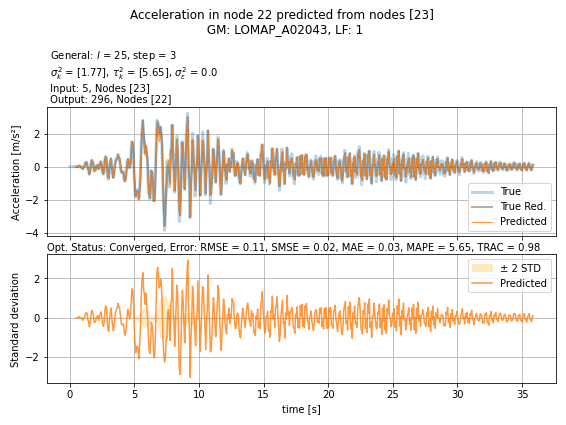 Acceleration in node 22 predicted from nodes [23]
GM: LOMAP_A02043, LF: 1
General: l = 25, step = 3
σ²ₖ = [1.77], τ²ₖ = [5.65], σ²ᵣ = 0.0
Input: 5, Nodes [23]
Output: 296, Nodes [22]
Acceleration [m/s²]
2
0
−2
−4
True
True Red.
Predicted
Opt. Status: Converged, Error: RMSE = 0.11, SMSE = 0.02, MAE = 0.03, MAPE = 5.65, TRAC = 0.98
Standard deviation
2
0
−2
± 2 STD
Predicted
0 5 10 15 20 25 30 35
time [s]